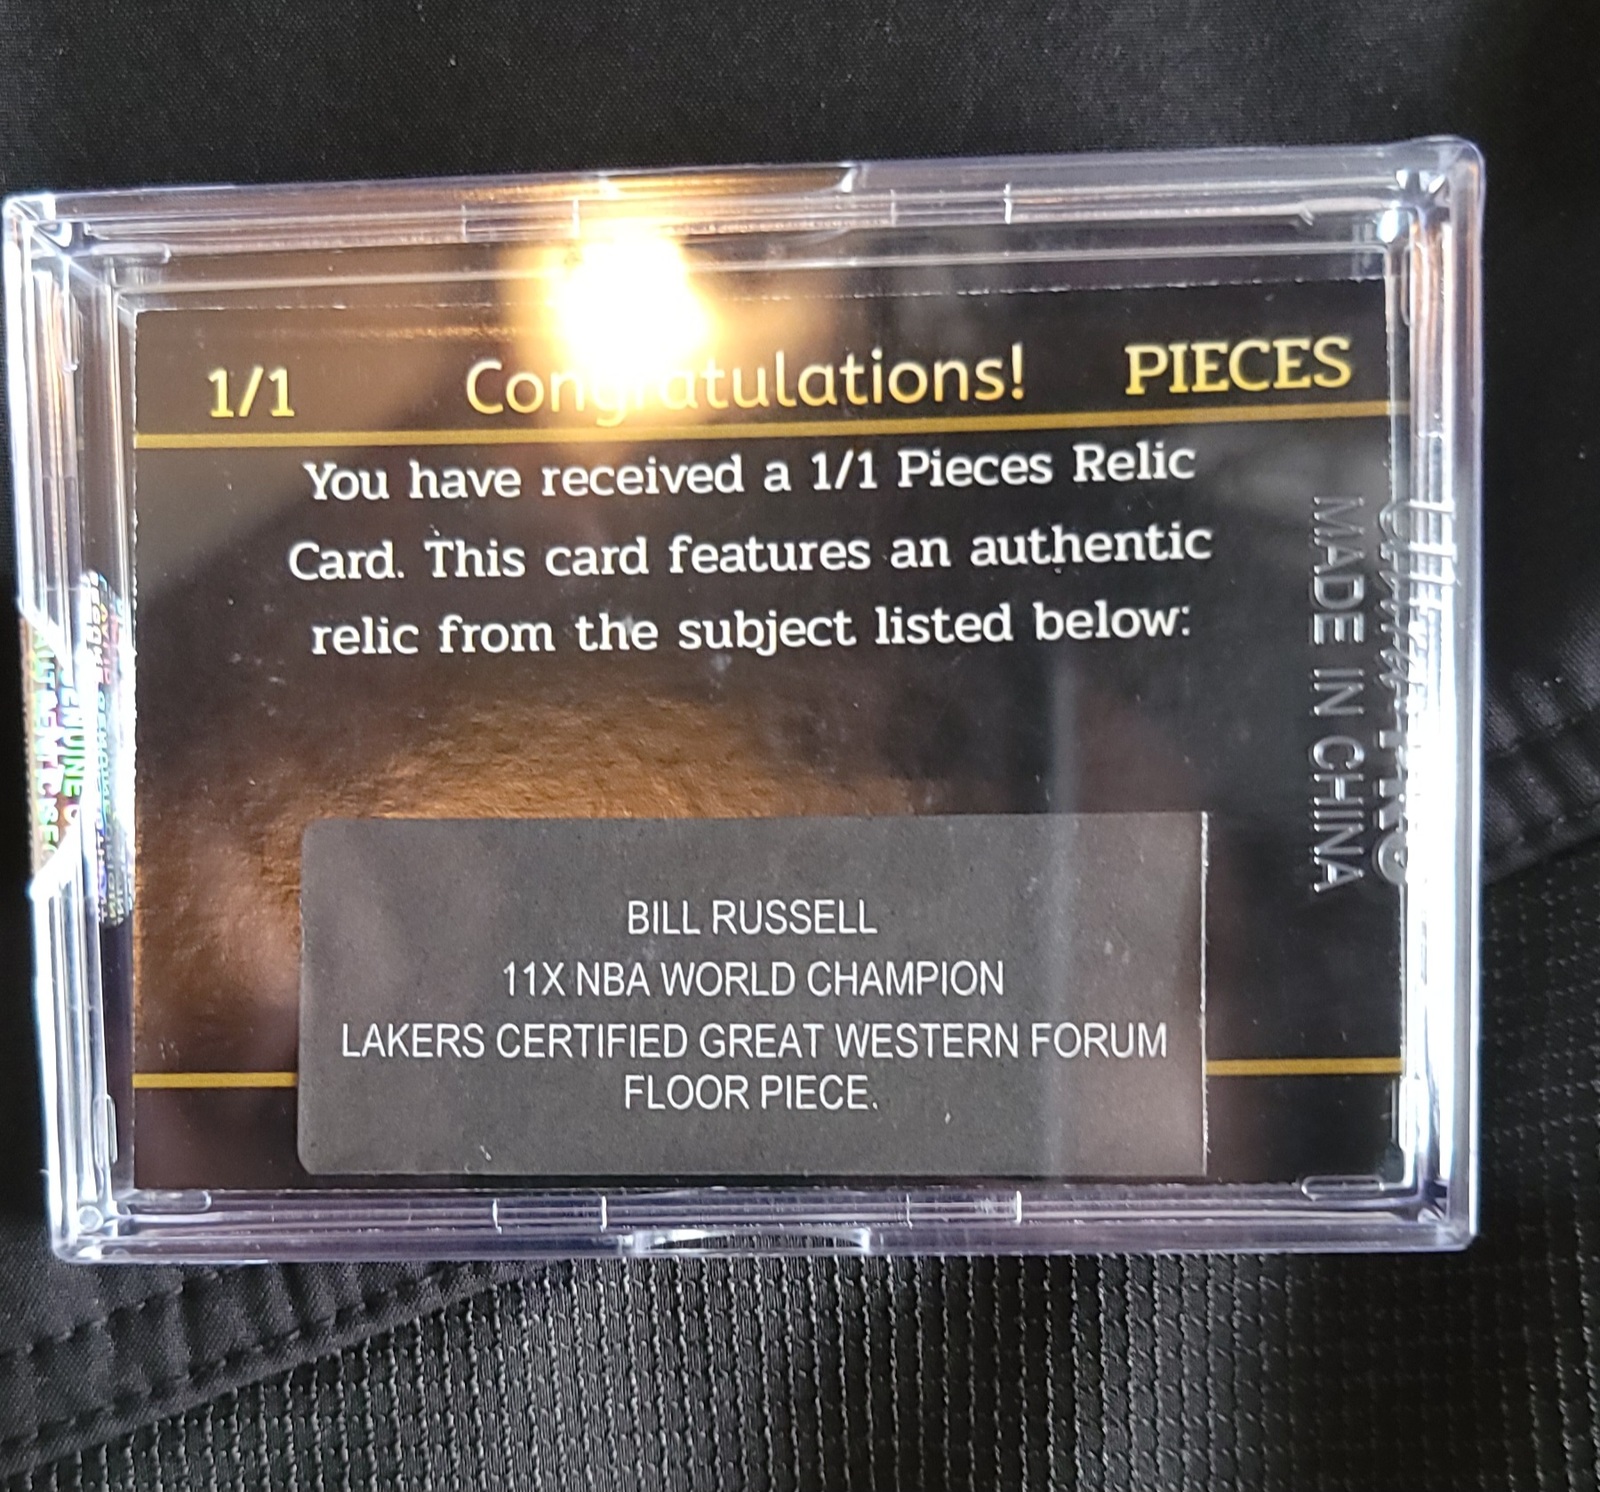 1/1 Congratulations! PIECES
You have received a 1/1 Pieces Relic
Card. This card features an authentic
relic from the subject listed below:
BILL RUSSELL
11X NBA WORLD CHAMPION
LAKERS CERTIFIED GREAT WESTERN FORUM
FLOOR PIECE.
MADE IN CHINA